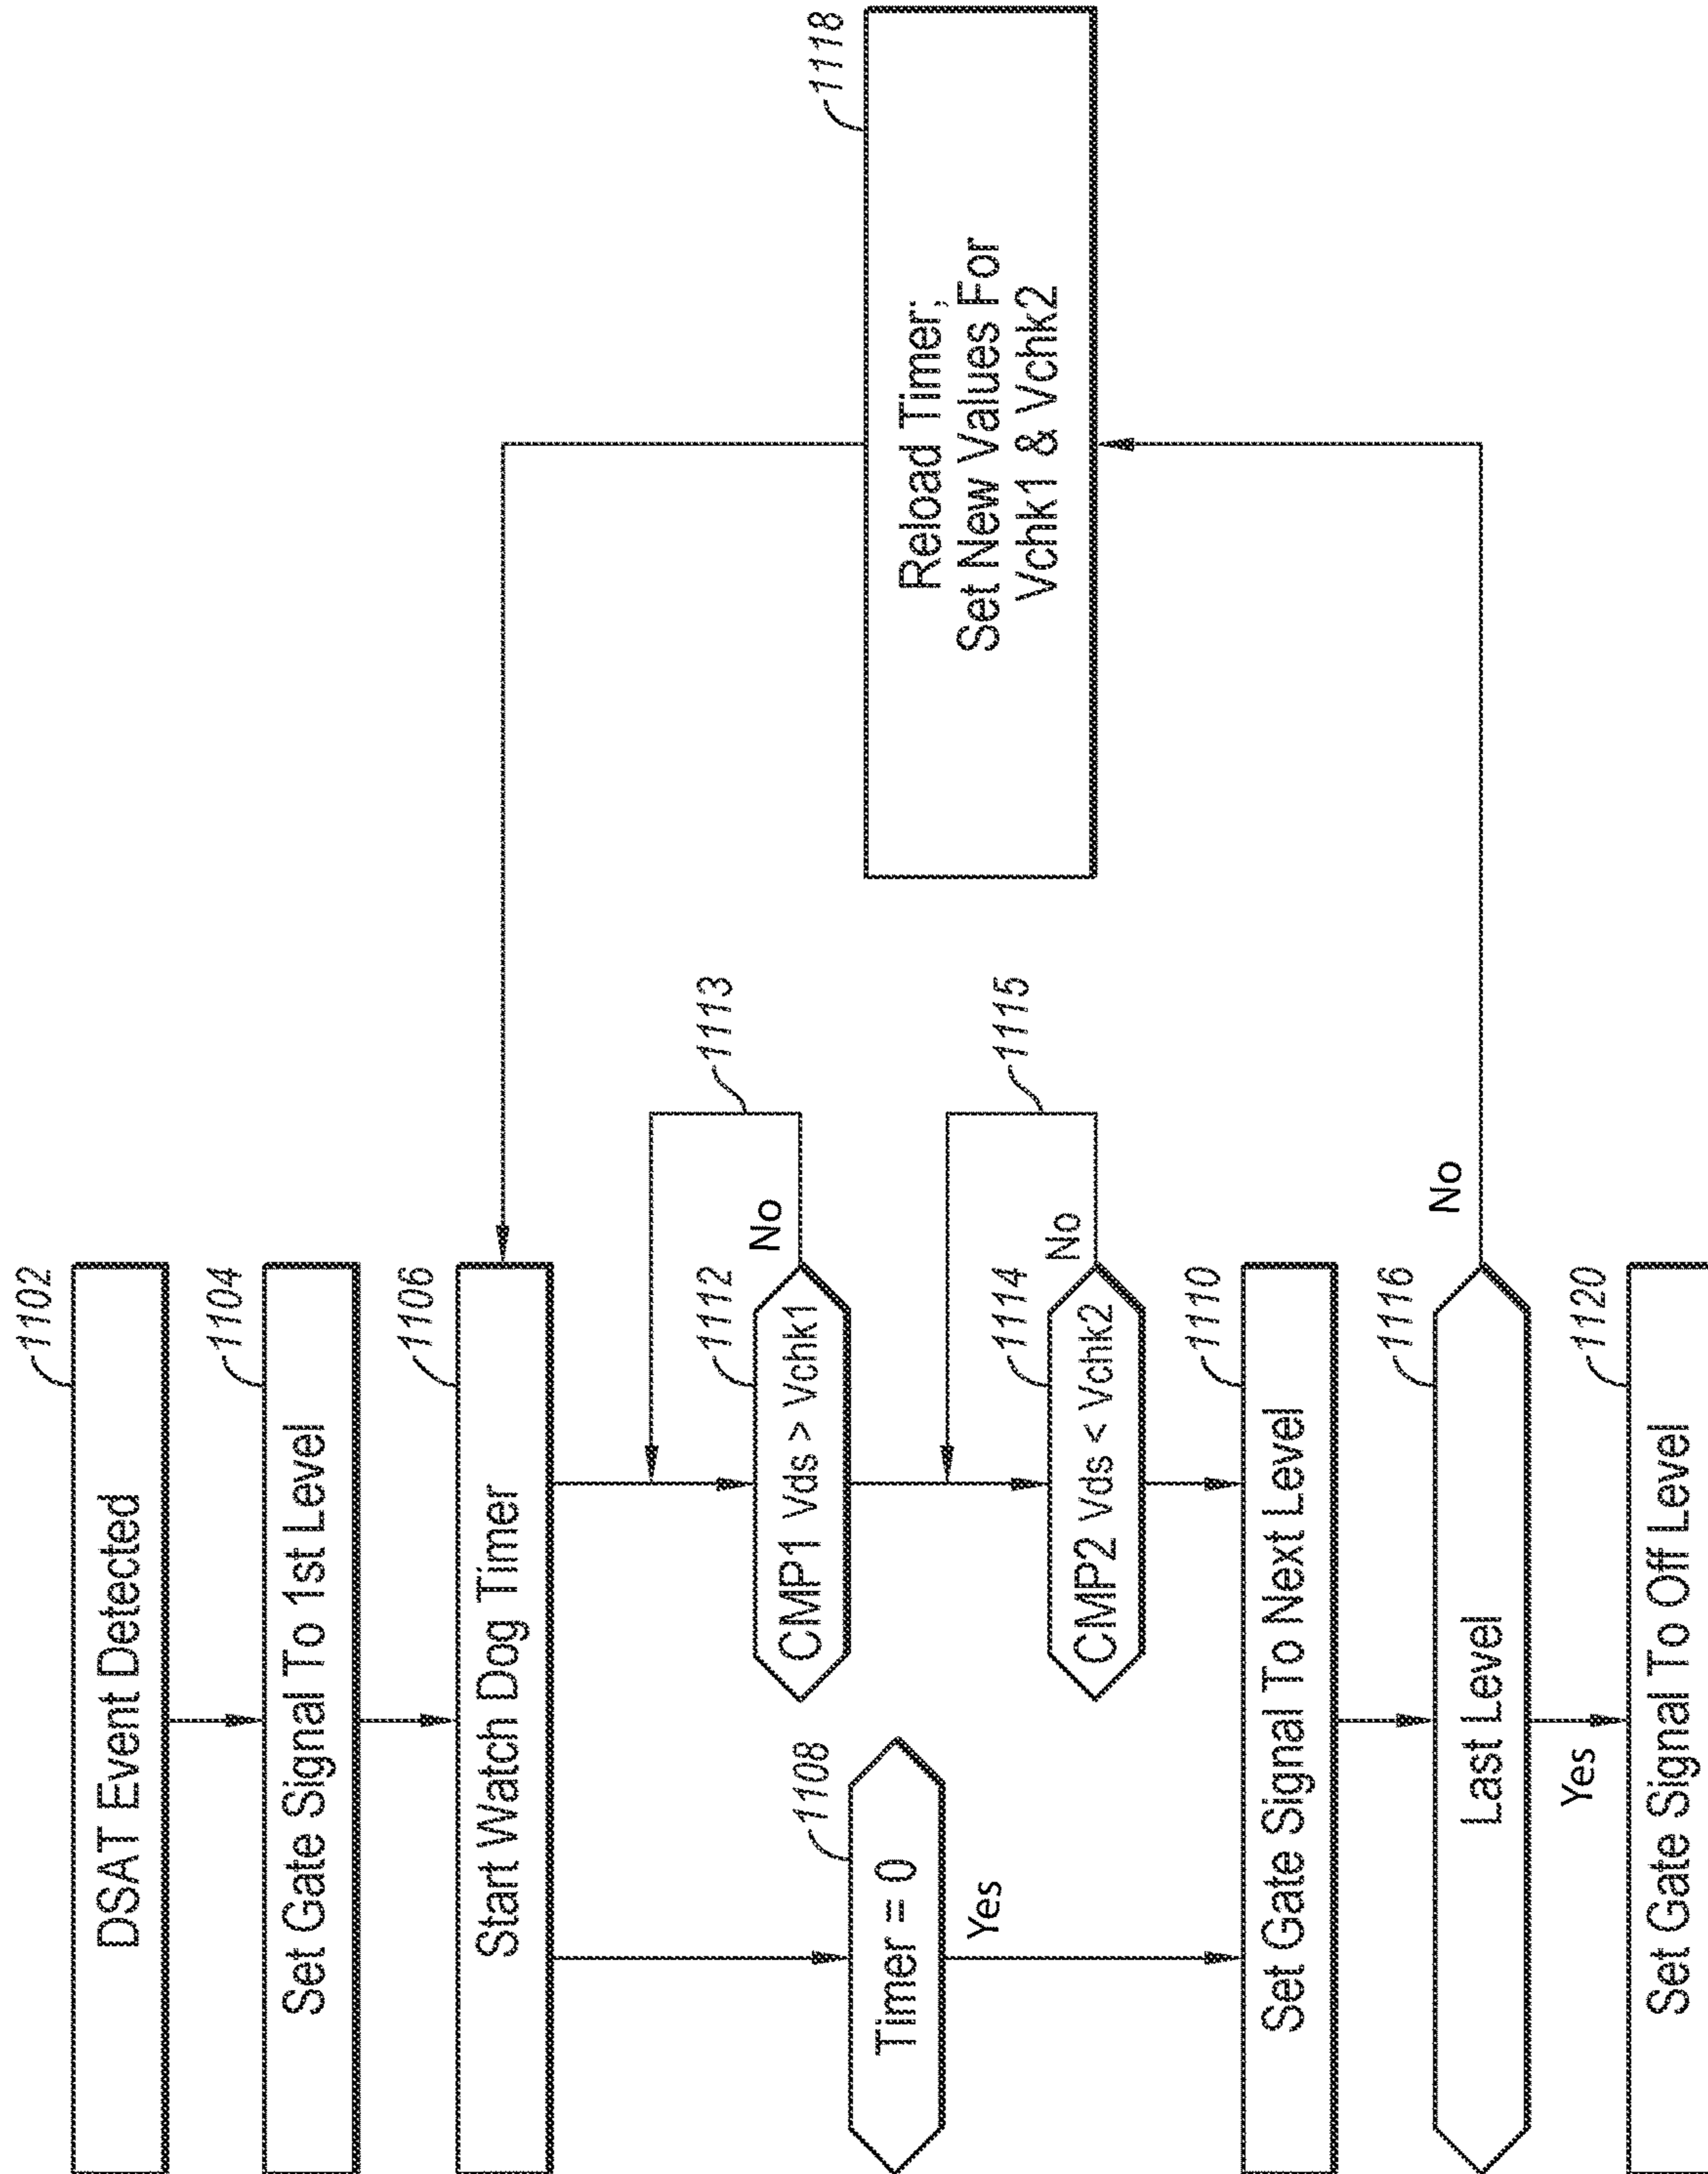 1102
DSAT Event Detected
1104
Set Gate Signal To 1st Level
1106
Start Watch Dog Timer
1113
1112
CMP1 Vds > Vchk1
No
1108
Timer = 0
Yes
1115
1114
CMP2 Vds < Vchk2
No
1110
Set Gate Signal To Next Level
1116
Last Level
No
Yes
1118
Reload Timer;
Set New Values For
Vchk1 & Vchk2
1120
Set Gate Signal To Off Level